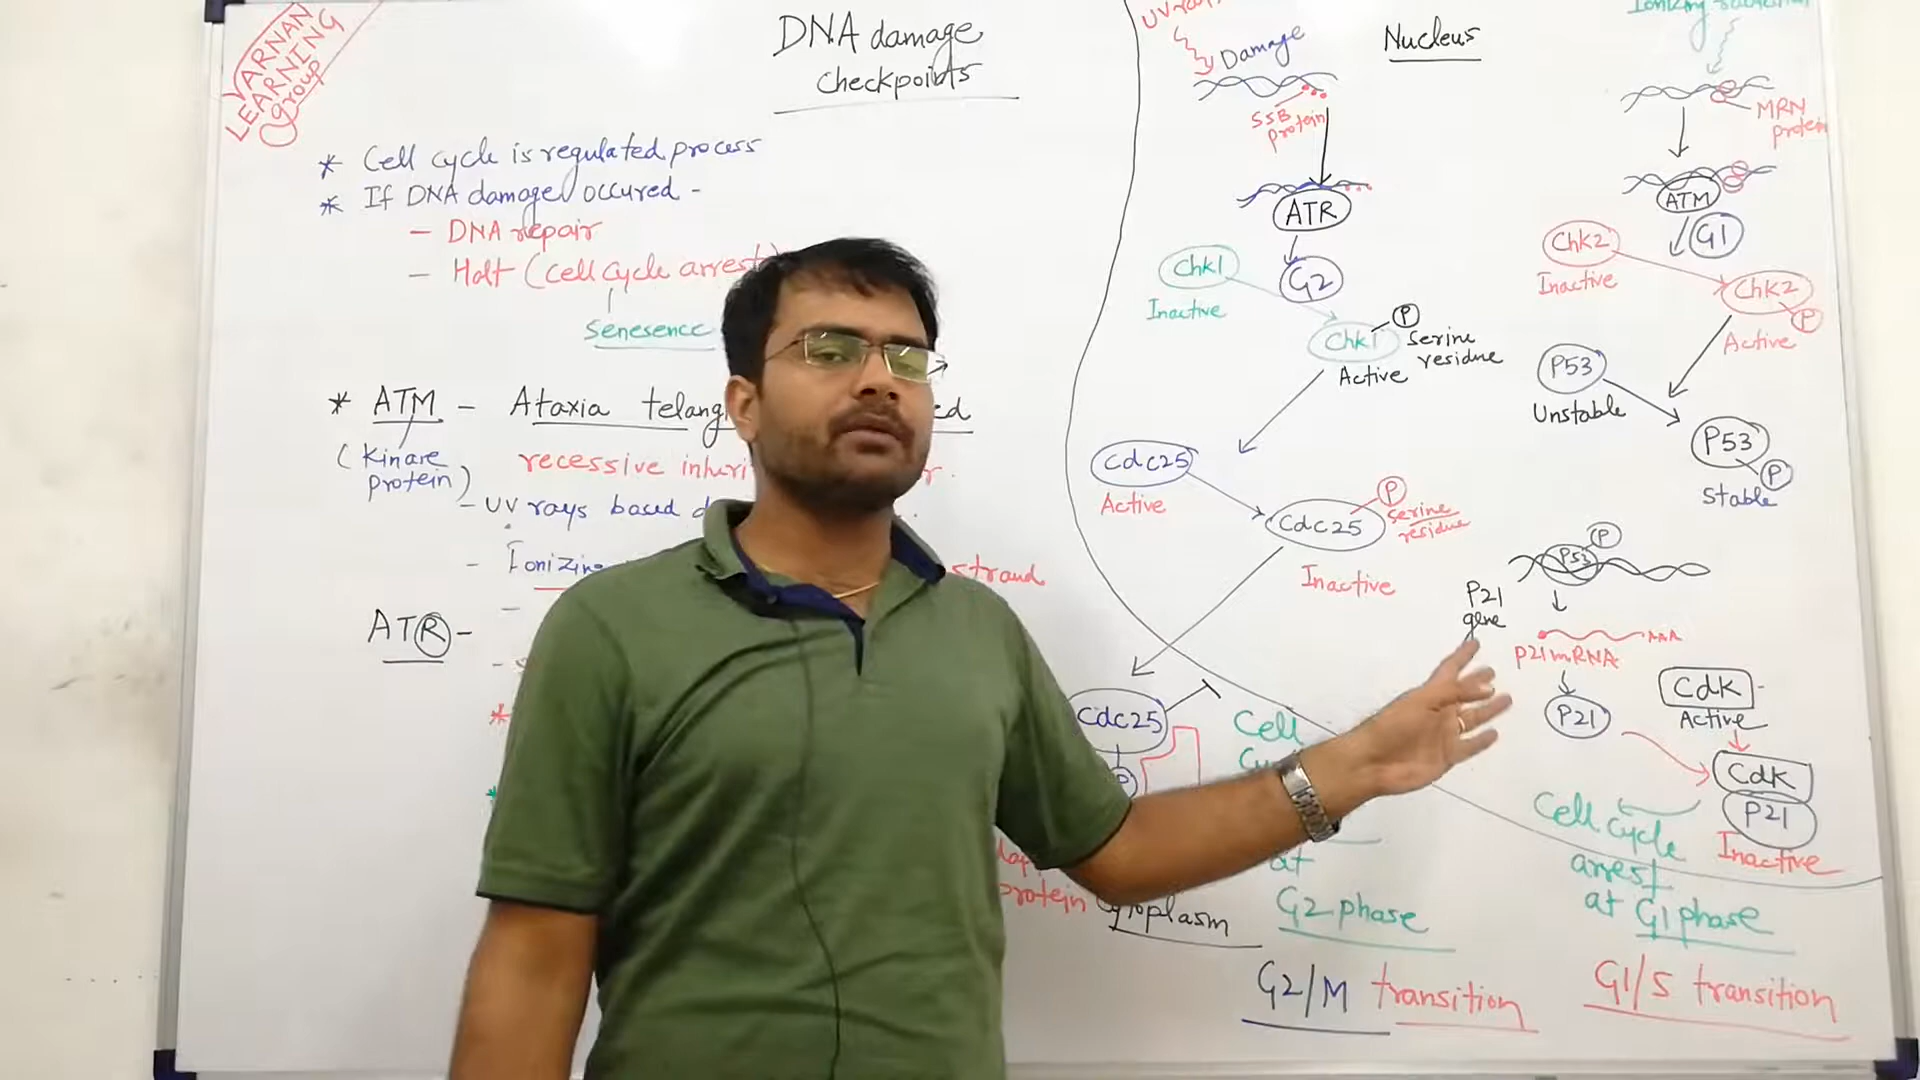 VARNAN
LEARNING
group
DNA damage
checkpoints
* Cell cycle is regulated process
* If DNA damage occured -
- DNA repair
- Halt (cell cycle arrest)
Senesence
* ATM - Ataxia
(Kinase
protein)
recessive
- UV rays based
- Ionizing
strand
ATR -
UV rays
Damage
SSB
protein
ATR
G2
Chk1
Inactive
Chk1
P
Serine
residue
Active
Cdc25
Active
Cdc25
P
Serine
residue
Inactive
Cdc25
P
Cell
protein
Cytoplasm
at
G2 phase
G2/M transition
Nucleus
Ionizing
MRN
protein
ATM
G1
Chk2
Inactive
Chk2
P
Active
P53
Unstable
P53
P
Stable
P53
P
P21
gene
AAA
P21 mRNA
P21
Cdk
Active
Cdk
P21
Inactive
Cell cycle
arrest
at G1 phase
G1/S transition